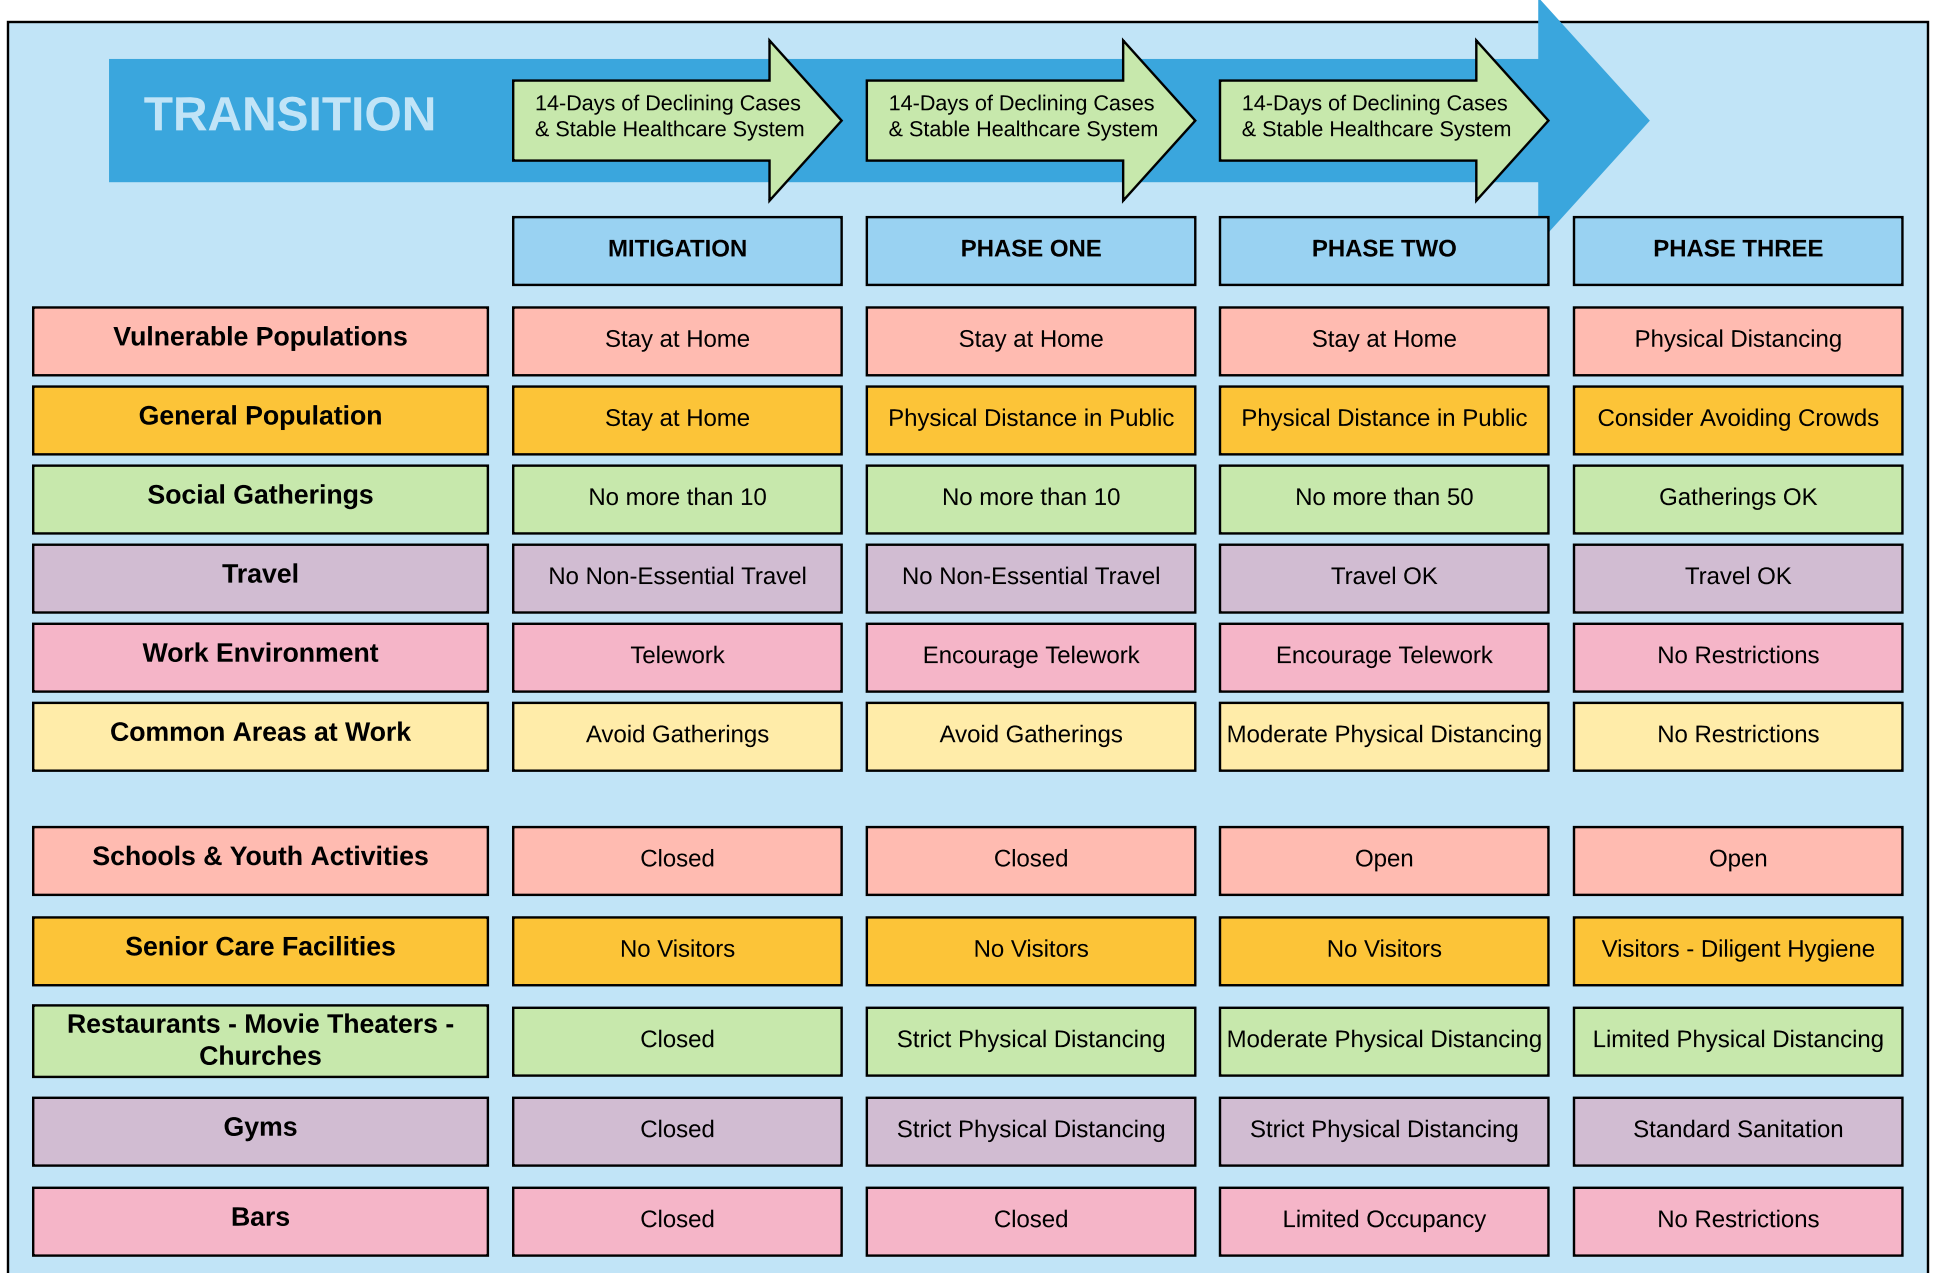 TRANSITION
14-Days of Declining Cases
& Stable Healthcare System
14-Days of Declining Cases
& Stable Healthcare System
14-Days of Declining Cases
& Stable Healthcare System
MITIGATION
PHASE ONE
PHASE TWO
PHASE THREE
Vulnerable Populations
Stay at Home
Stay at Home
Stay at Home
Physical Distancing
General Population
Stay at Home
Physical Distance in Public
Physical Distance in Public
Consider Avoiding Crowds
Social Gatherings
No more than 10
No more than 10
No more than 50
Gatherings OK
Travel
No Non-Essential Travel
No Non-Essential Travel
Travel OK
Travel OK
Work Environment
Telework
Encourage Telework
Encourage Telework
No Restrictions
Common Areas at Work
Avoid Gatherings
Avoid Gatherings
Moderate Physical Distancing
No Restrictions
Schools & Youth Activities
Closed
Closed
Open
Open
Senior Care Facilities
No Visitors
No Visitors
No Visitors
Visitors - Diligent Hygiene
Restaurants - Movie Theaters -
Churches
Closed
Strict Physical Distancing
Moderate Physical Distancing
Limited Physical Distancing
Gyms
Closed
Strict Physical Distancing
Strict Physical Distancing
Standard Sanitation
Bars
Closed
Closed
Limited Occupancy
No Restrictions